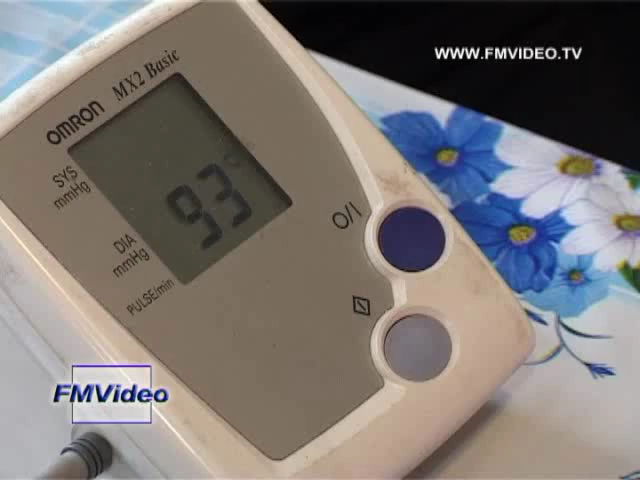 WWW.FMVIDEO.TV
OMRON MX2 Basic
SYS
mmHg
93
DIA
mmHg
PULSE/min
O/I
FMVideo